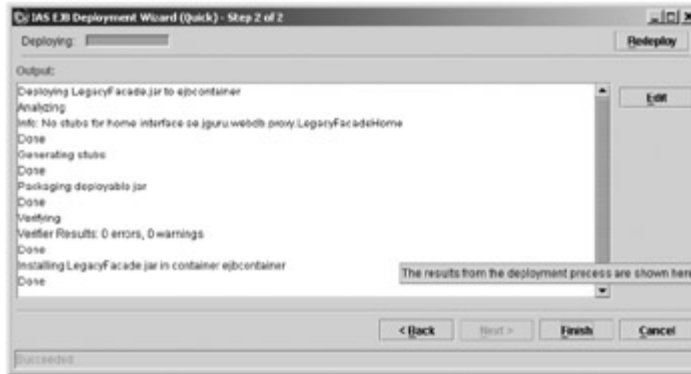 IAS EJB Deployment Wizard (Quick) - Step 2 of 2
Deploying:
Redeploy
Output:
Edit
Deploying LegacyFacade.jar to ejbcontainer
Analyzing
Info: No stubs for home interface se.jguru.webdb.proxy.LegacyFacadeHome
Done
Generating stubs
Done
Packaging deployable jar
Done
Verifying
Verifier Results: 0 errors, 0 warnings
Done
Installing LegacyFacade.jar in container ejbcontainer
Done
The results from the deployment process are shown here
< Back
Next >
Finish
Cancel
Succeeded